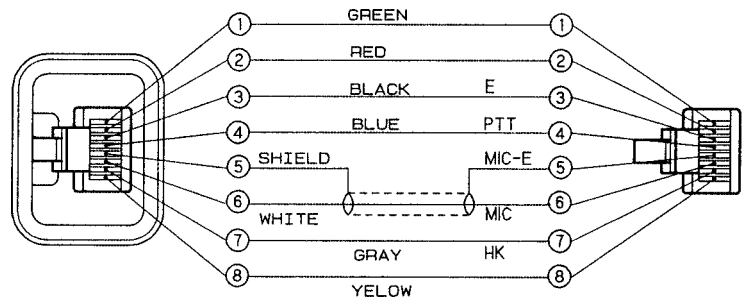 1 GREEN 1
2 RED 2
3 BLACK E 3
4 BLUE PTT 4
5 SHIELD MIC-E 5
6 WHITE MIC 6
7 GRAY HK 7
8 YELOW 8